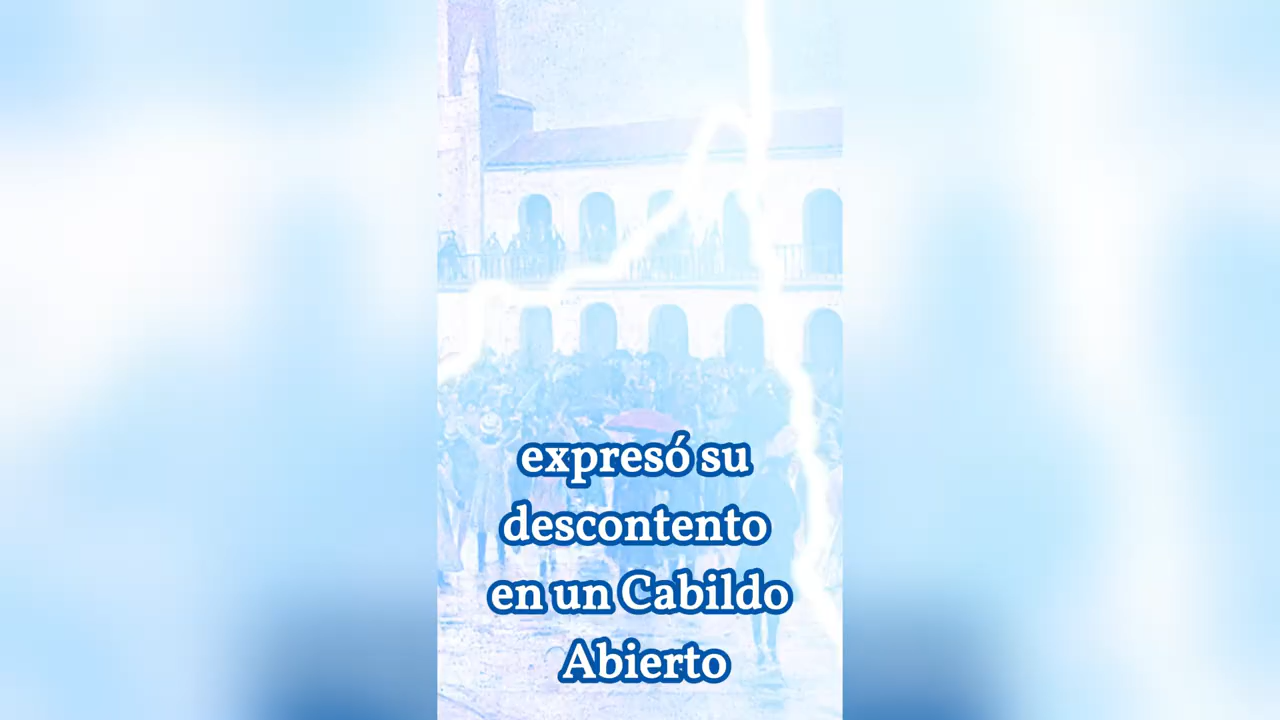 expresó su
descontento
en un Cabildo
Abierto